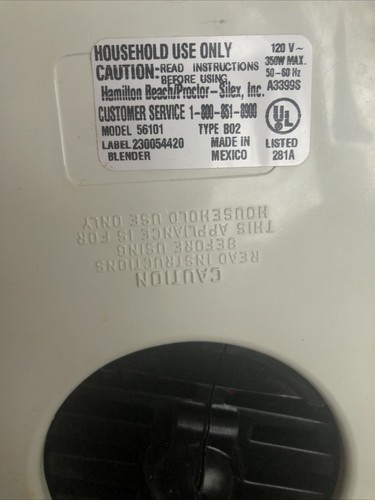 HOUSEHOLD USE ONLY
CAUTION:-READ INSTRUCTIONS
BEFORE USING.
Hamilton Beach/Proctor-Silex, Inc.
CUSTOMER SERVICE 1-800-851-8900
MODEL 56101 TYPE B02
LABEL 230054420 MADE IN
BLENDER MEXICO
120 V~
350W MAX.
50-60 Hz
A3399S
UL
LISTED
281A
CAUTION
READ INSTRUCTIONS
BEFORE USING
THIS APPLIANCE IS FOR
HOUSEHOLD USE ONLY